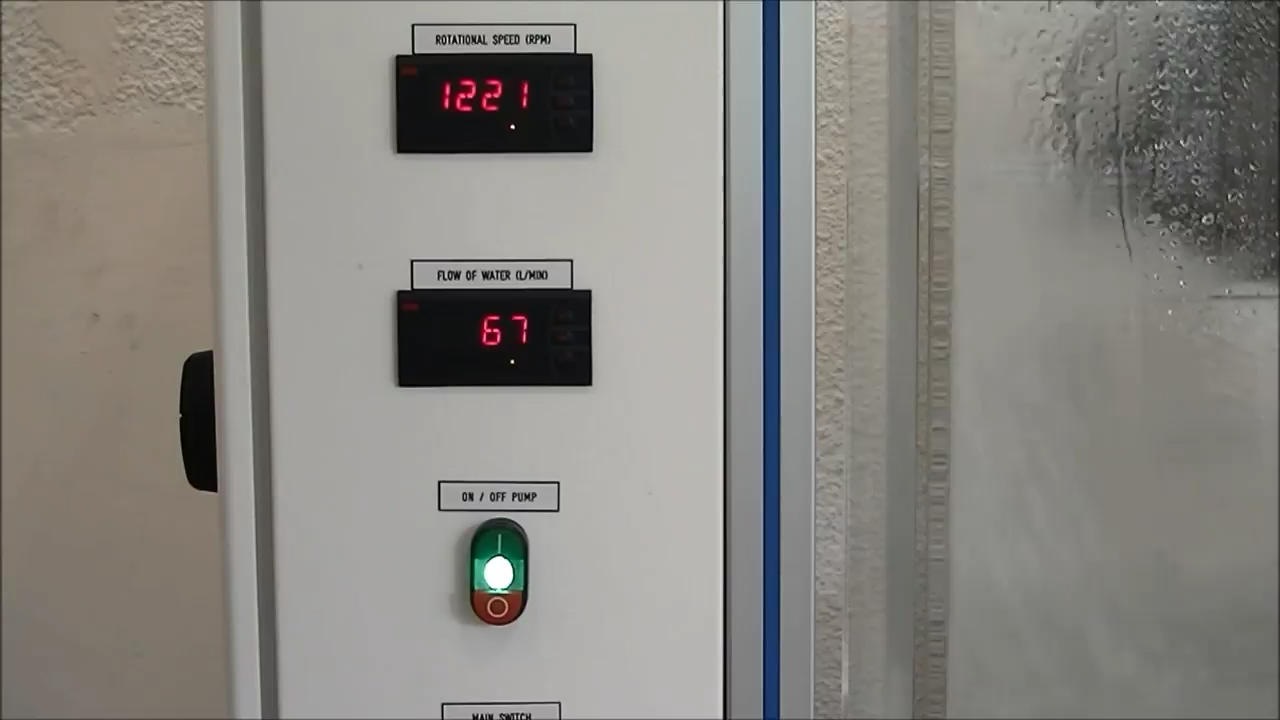 ROTATIONAL SPEED (RPM)
1221
FLOW OF WATER (L/MIN)
67
ON / OFF PUMP
MAIN SWITCH